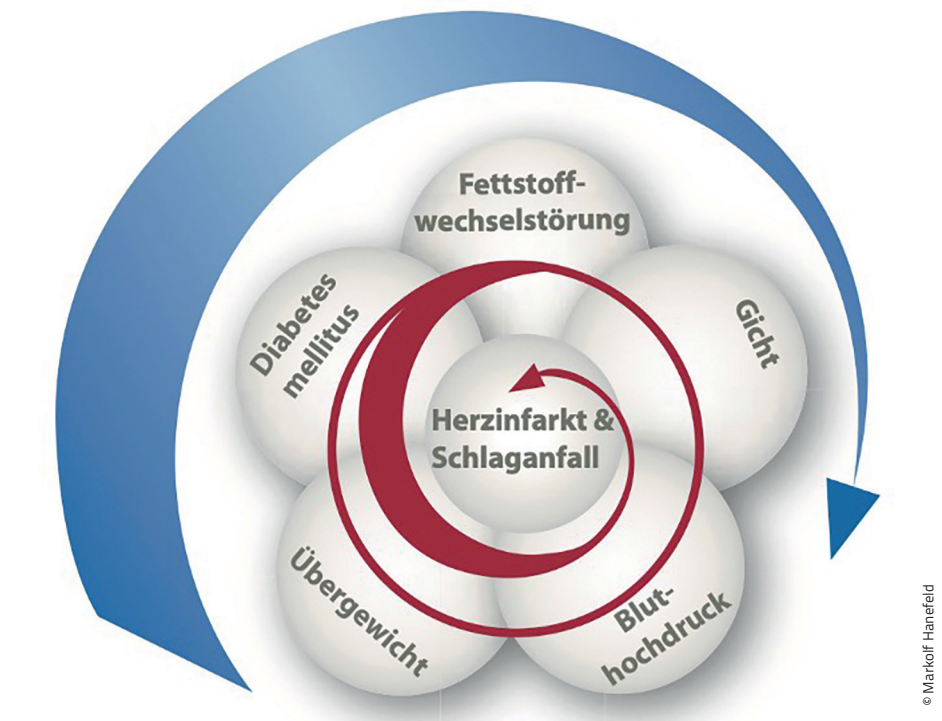 Fettstoff-
wechselstörung
Diabetes
mellitus
Gicht
Herzinfarkt &
Schlaganfall
Übergewicht
Blut-
hochdruck
© Markolf Hanefeld